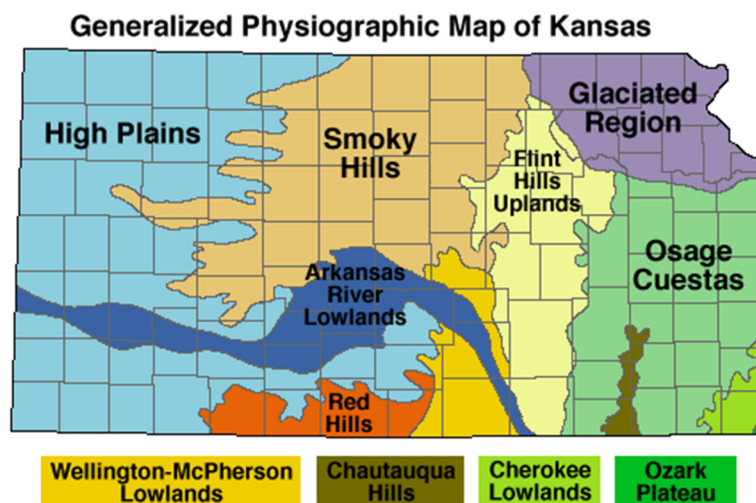 Generalized Physiographic Map of Kansas
High Plains
Smoky
Hills
Glaciated
Region
Flint
Hills
Uplands
Osage
Cuestas
Arkansas
River
Lowlands
Red
Hills
Wellington-McPherson
Lowlands
Chautauqua
Hills
Cherokee
Lowlands
Ozark
Plateau